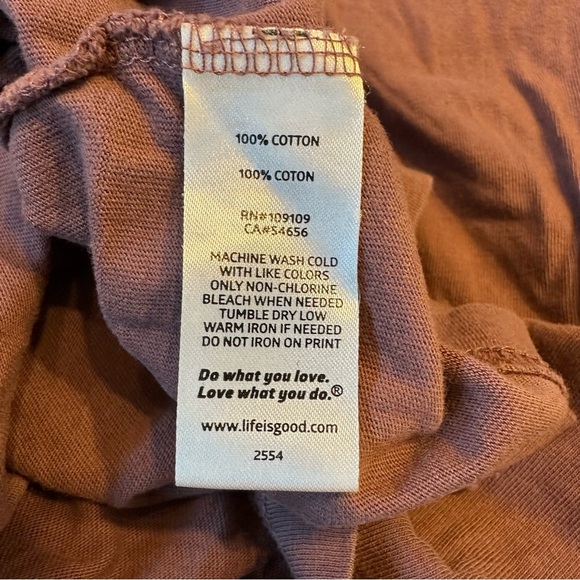 100% COTTON
100% COTON
RN#109109
CA#54656
MACHINE WASH COLD
WITH LIKE COLORS
ONLY NON-CHLORINE
BLEACH WHEN NEEDED
TUMBLE DRY LOW
WARM IRON IF NEEDED
DO NOT IRON ON PRINT
Do what you love.
Love what you do.®
www.lifeisgood.com
2554